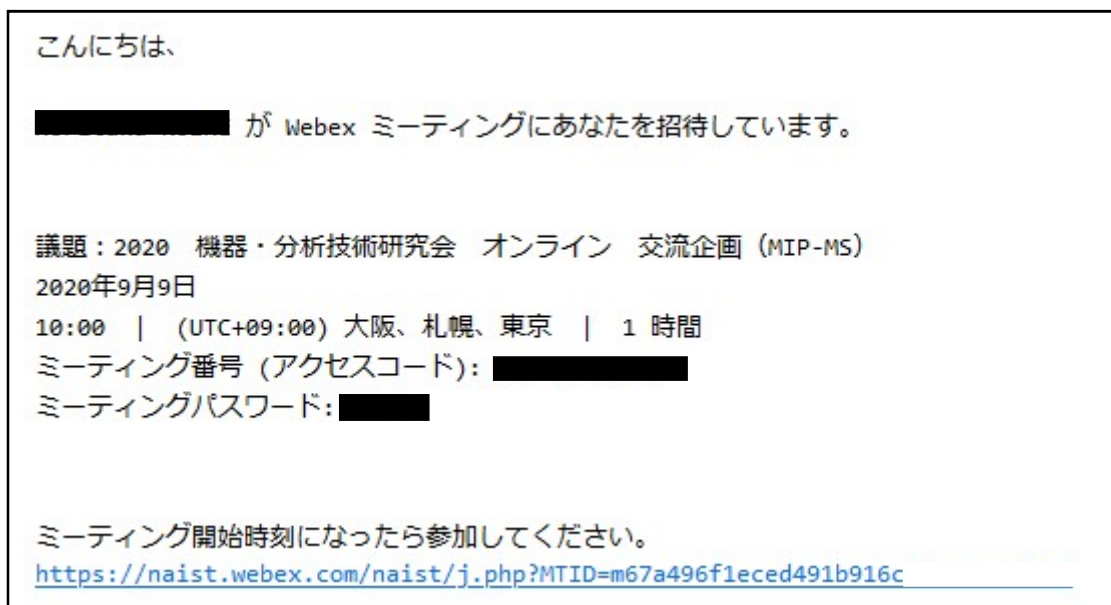 こんにちは、
が Webex ミーティングにあなたを招待しています。
議題：2020　機器・分析技術研究会　オンライン　交流企画（MIP-MS）
2020年9月9日
10:00 | (UTC+09:00) 大阪、札幌、東京 | 1 時間
ミーティング番号 (アクセスコード):
ミーティングパスワード:
ミーティング開始時刻になったら参加してください。
https://naist.webex.com/naist/j.php?MTID=m67a496f1eced491b916c